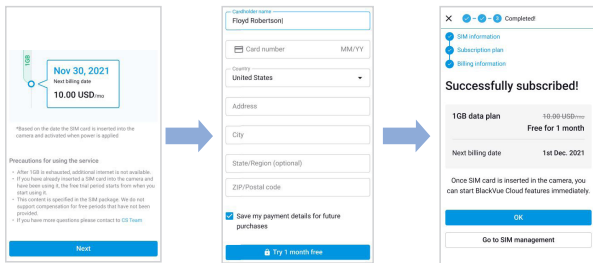 1GB
Nov 30, 2021
Next billing date
10.00 USD/mo
*Based on the date the SIM card is inserted into the
camera and activated when power is applied
Precautions for using the service
- After 1GB is exhausted, additional internet is not available.
- If you have already inserted a SIM card into the camera and
have been using it, the free trial period starts from when you
start using it.
- This content is specified in the SIM package. We do not
support compensation for free periods that have not been
provided.
- If you have more questions please contact to CS Team
Next
Cardholder name
Floyd Robertson
Card number MM/YY
Country
United States
Address
City
State/Region (optional)
ZIP/Postal code
Save my payment details for future
purchases
Try 1 month free
3 Completed!
SIM information
Subscription plan
Billing information
Successfully subscribed!
1GB data plan 10.00 USD/mo
Free for 1 month
Next billing date 1st Dec. 2021
Once SIM card is inserted in the camera, you
can start BlackVue Cloud features immediately.
OK
Go to SIM management